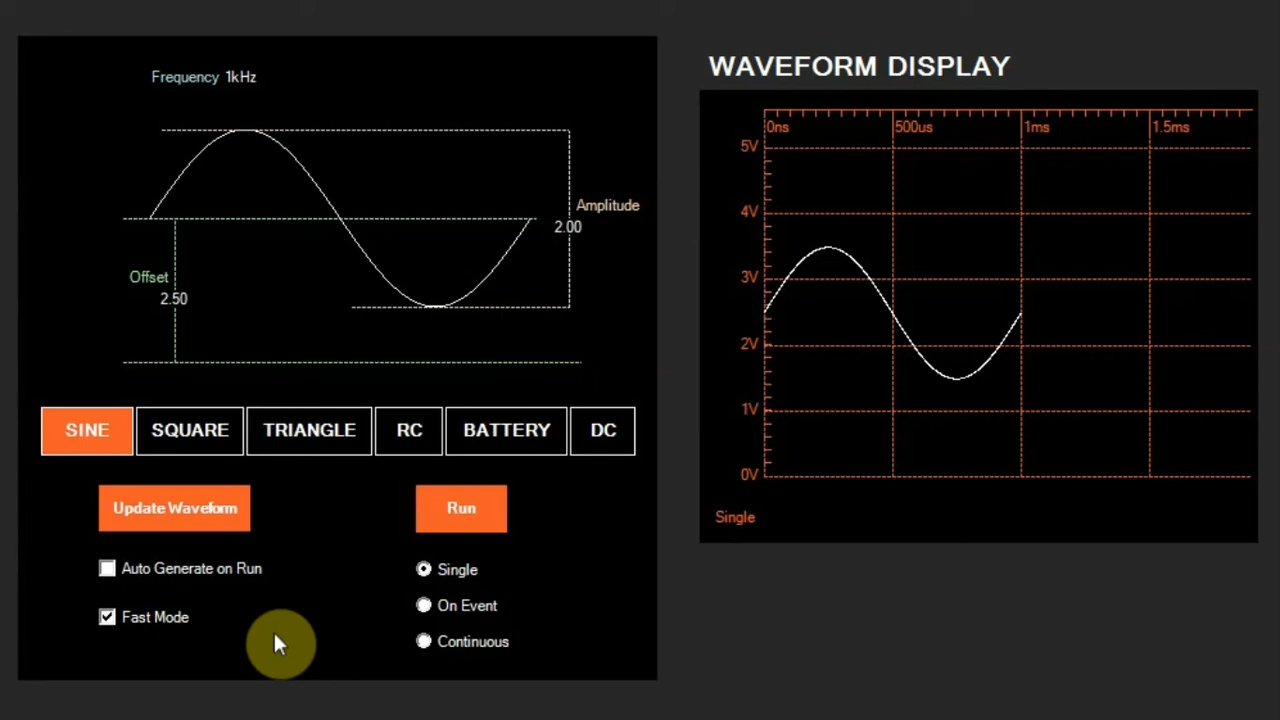 Frequency 1kHz
Amplitude
2.00
Offset
2.50
SINE SQUARE TRIANGLE RC BATTERY DC
Update Waveform Run
Auto Generate on Run Single
On Event
Fast Mode
Continuous
WAVEFORM DISPLAY
0ns 500us 1ms 1.5ms
5V
4V
3V
2V
1V
0V
Single